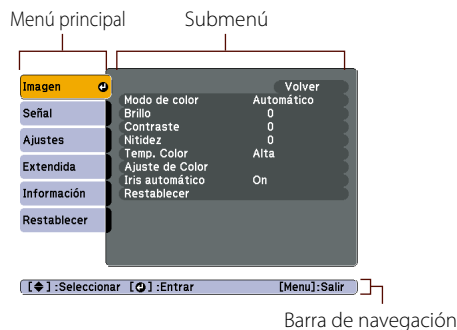 Menú principal
Submenú
Imagen
Señal
Ajustes
Extendida
Información
Restablecer
Volver
Modo de color Automático
Brillo 0
Contraste 0
Nitidez 0
Temp. Color Alta
Ajuste de Color
Iris automático On
Restablecer
[ ] :Seleccionar [ ] :Entrar [Menu]:Salir
Barra de navegación